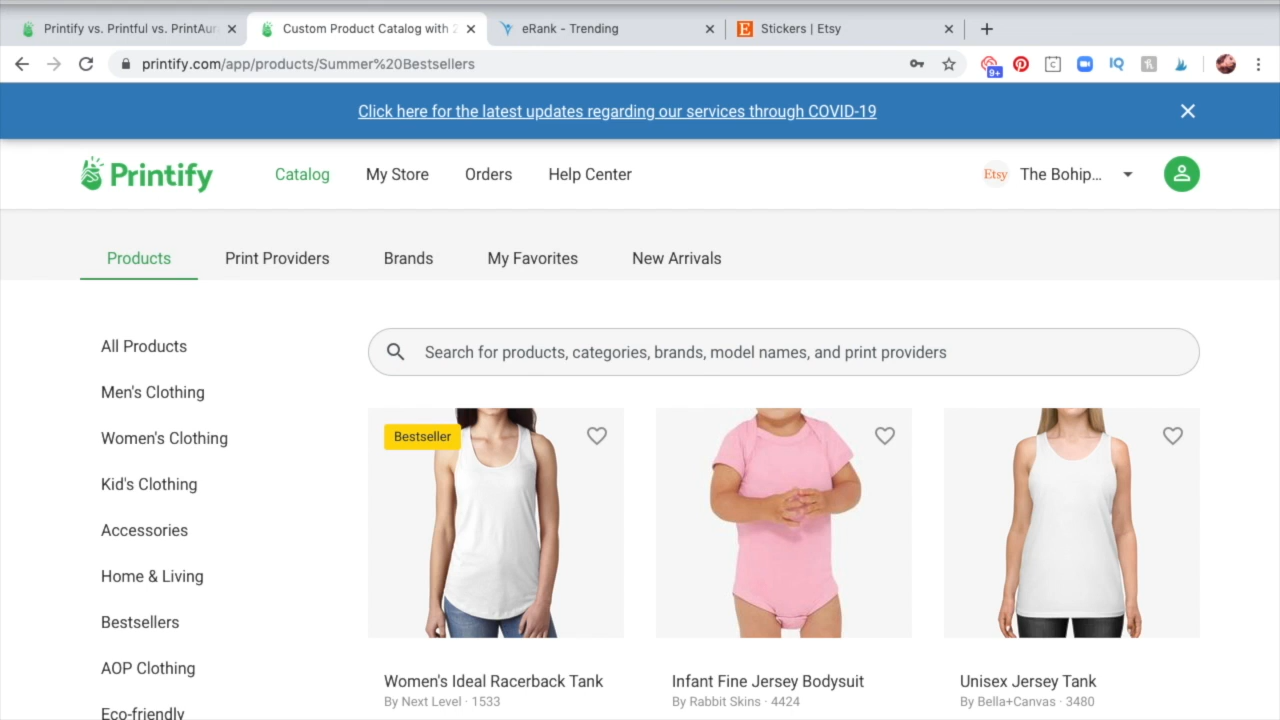 Printify vs. Printful vs. PrintAur
Custom Product Catalog with 2
eRank - Trending
E
Stickers | Etsy
printify.com/app/products/Summer%20Bestsellers
9+
C
IQ
h
Click here for the latest updates regarding our services through COVID-19
Printify
Catalog
My Store
Orders
Help Center
Etsy
The Bohip...
Products
Print Providers
Brands
My Favorites
New Arrivals
All Products
Men's Clothing
Women's Clothing
Kid's Clothing
Accessories
Home & Living
Bestsellers
AOP Clothing
Eco-friendly
Search for products, categories, brands, model names, and print providers
Bestseller
Women's Ideal Racerback Tank
By Next Level · 1533
Infant Fine Jersey Bodysuit
By Rabbit Skins · 4424
Unisex Jersey Tank
By Bella+Canvas · 3480